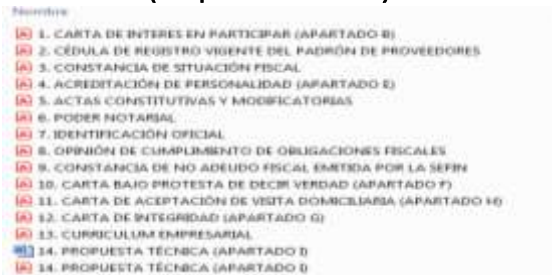 Nombre
1. CARTA DE INTERES EN PARTICIPAR (APARTADO B)
2. CÉDULA DE REGISTRO VIGENTE DEL PADRÓN DE PROVEEDORES
3. CONSTANCIA DE SITUACIÓN FISCAL
4. ACREDITACIÓN DE PERSONALIDAD (APARTADO E)
5. ACTAS CONSTITUTIVAS Y MODIFICATORIAS
6. PODER NOTARIAL
7. IDENTIFICACIÓN OFICIAL
8. OPINIÓN DE CUMPLIMIENTO DE OBLIGACIONES FISCALES
9. CONSTANCIA DE NO ADEUDO FISCAL EMITIDA POR LA SEFIN
10. CARTA BAJO PROTESTA DE DECIR VERDAD (APARTADO F)
11. CARTA DE ACEPTACIÓN DE VISITA DOMICILIARIA (APARTADO H)
12. CARTA DE INTEGRIDAD (APARTADO G)
13. CURRICULUM EMPRESARIAL
14. PROPUESTA TÉCNICA (APARTADO I)
14. PROPUESTA TÉCNICA (APARTADO I)